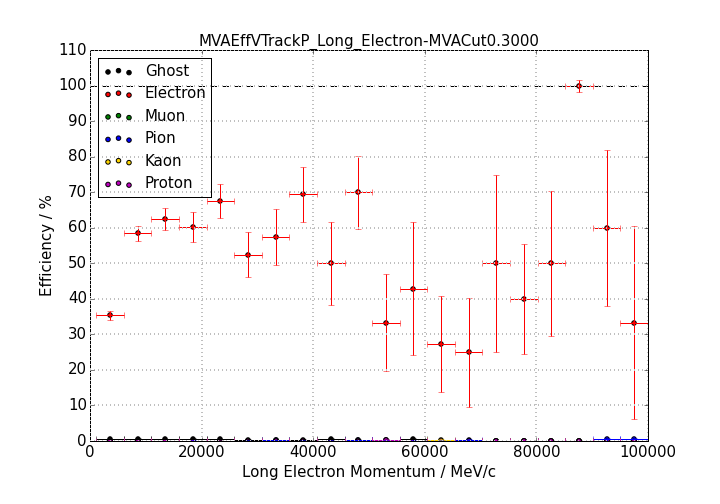 MVAEffVTrackP_Long_Electron-MVACut0.3000
Efficiency / %
110
100
90
80
70
60
50
40
30
20
10
0
Ghost
Electron
Muon
Pion
Kaon
Proton
0 20000 40000 60000 80000 100000
Long Electron Momentum / MeV/c